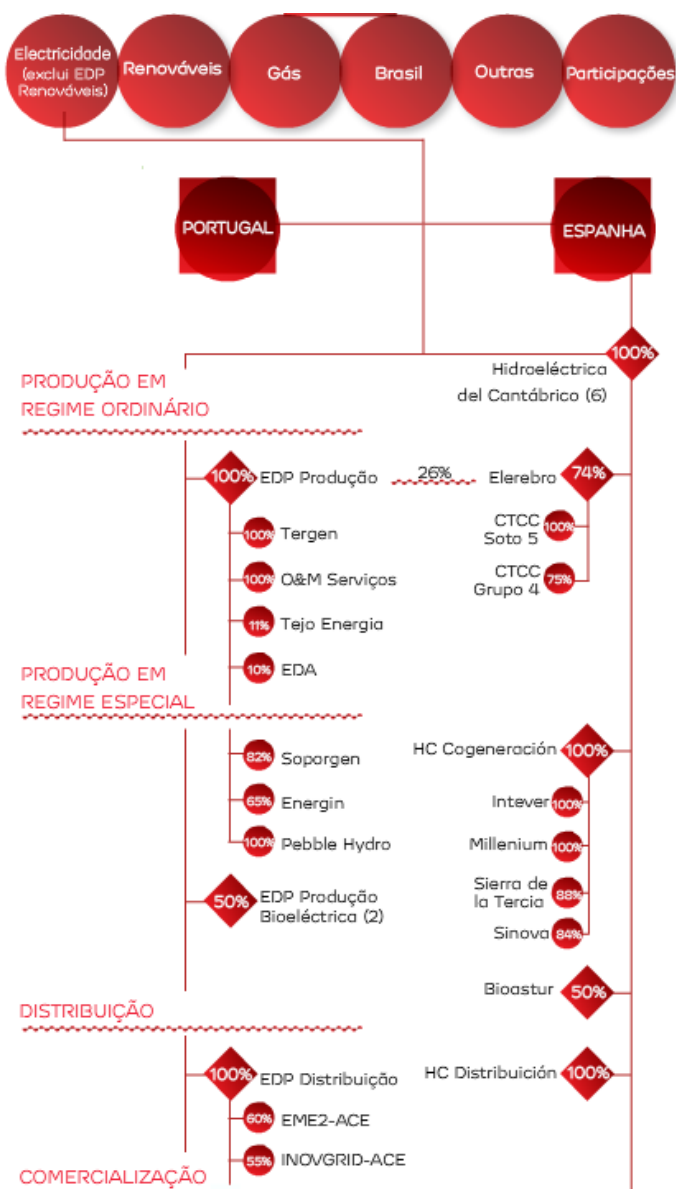 Electricidade
(exclui EDP
Renováveis)
Renováveis
Gás
Brasil
Outras
Participações
PORTUGAL
ESPANHA
100%
Hidroeléctrica
del Cantábrico (6)
PRODUÇÃO EM
REGIME ORDINÁRIO
100% EDP Produção
26%
Elerebro 74%
100% Tergen
CTCC
Soto 5
100%
100% O&M Serviços
CTCC
Grupo 4
75%
11% Tejo Energia
10% EDA
PRODUÇÃO EM
REGIME ESPECIAL
82% Soporgen
HC Cogeneración 100%
65% Energin
Intever 100%
100% Pebble Hydro
Millenium 100%
50% EDP Produção
Bioeléctrica (2)
Sierra de
la Tercia
88%
Sinova 84%
Bioastur 50%
DISTRIBUIÇÃO
100% EDP Distribuição
HC Distribuición 100%
60% EME2-ACE
55% INOVGRID-ACE
COMERCIALIZAÇÃO